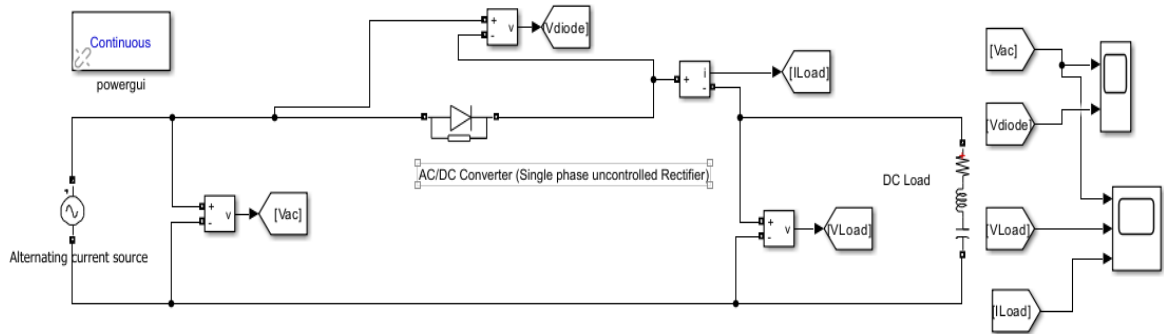 Continuous
powergui
+
-
v
[Vdiode]
+
i
-
[ILoad]
[Vac]
[Vdiode]
AC/DC Converter (Single phase uncontrolled Rectifier)
DC Load
+
-
v
[Vac]
+
-
v
[VLoad]
[VLoad]
Alternating current source
[ILoad]